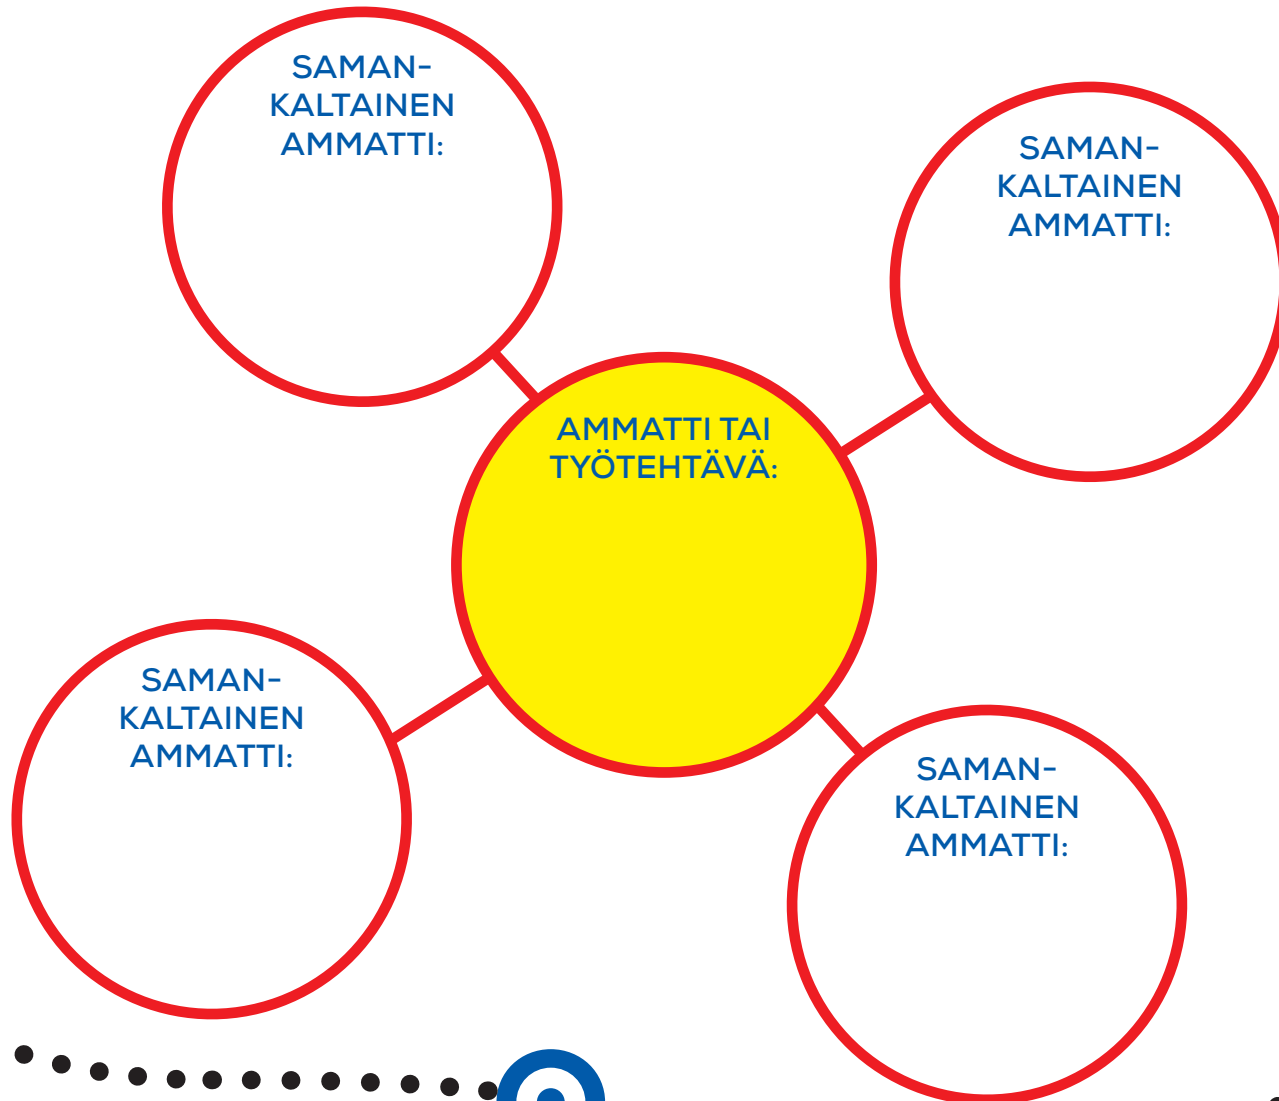 SAMAN-
KALTAINEN
AMMATTI:
SAMAN-
KALTAINEN
AMMATTI:
AMMATTI TAI
TYÖTEHTÄVÄ:
SAMAN-
KALTAINEN
AMMATTI:
SAMAN-
KALTAINEN
AMMATTI: